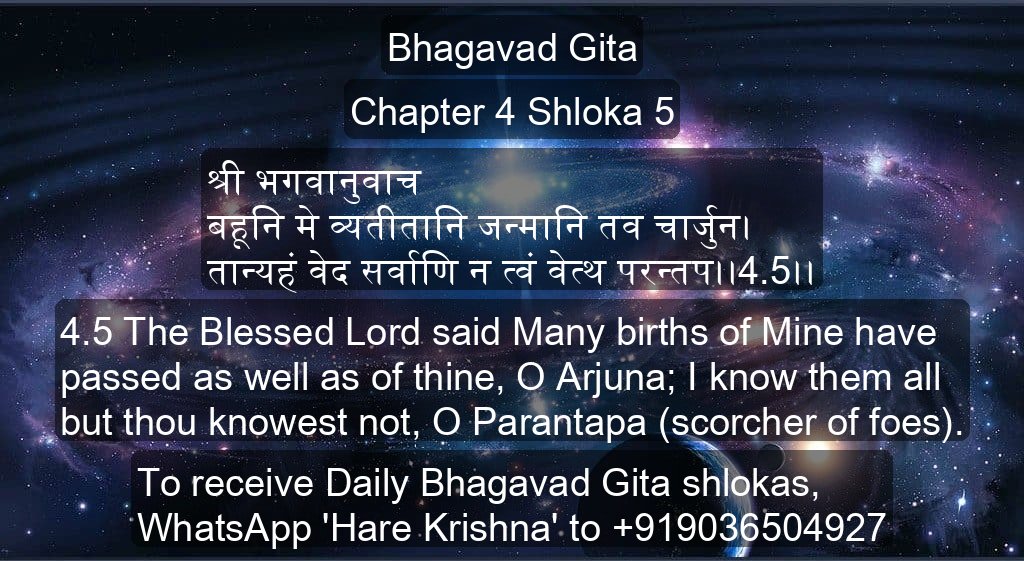 Bhagavad Gita
Chapter 4 Shloka 5
श्री भगवानुवाच
बहूनि मे व्यतीतानि जन्मानि तव चार्जुन।
तान्यहं वेद सर्वाणि न त्वं वेत्थ परन्तप।।4.5।।
4.5 The Blessed Lord said Many births of Mine have
passed as well as of thine, O Arjuna; I know them all
but thou knowest not, O Parantapa (scorcher of foes).
To receive Daily Bhagavad Gita shlokas,
WhatsApp 'Hare Krishna' to +919036504927